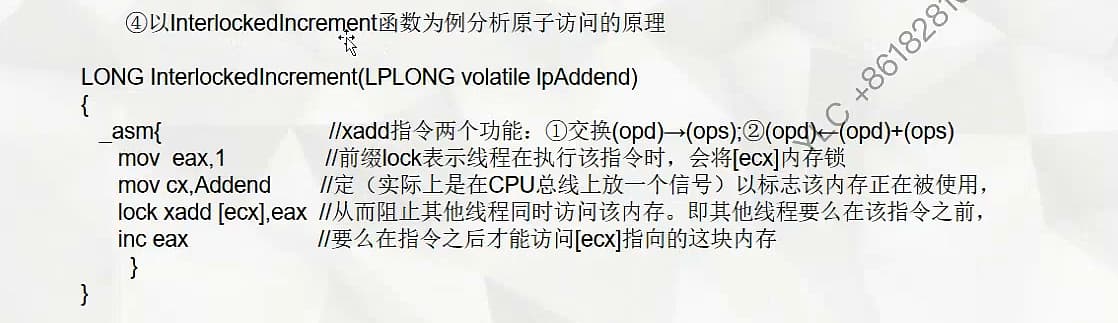 ④以InterlockedIncrement函数为例分析原子访问的原理
LONG InterlockedIncrement(LPLONG volatile lpAddend)
{
_asm{ //xadd指令两个功能：①交换(opd)→(ops);②(opd)←(opd)+(ops)
mov eax,1 //前缀lock表示线程在执行该指令时，会将[ecx]内存锁
mov cx,Addend //定（实际上是在CPU总线上放一个信号）以标志该内存正在被使用，
lock xadd [ecx],eax //从而阻止其他线程同时访问该内存。即其他线程要么在该指令之前，
inc eax //要么在指令之后才能访问[ecx]指向的这块内存
}
}